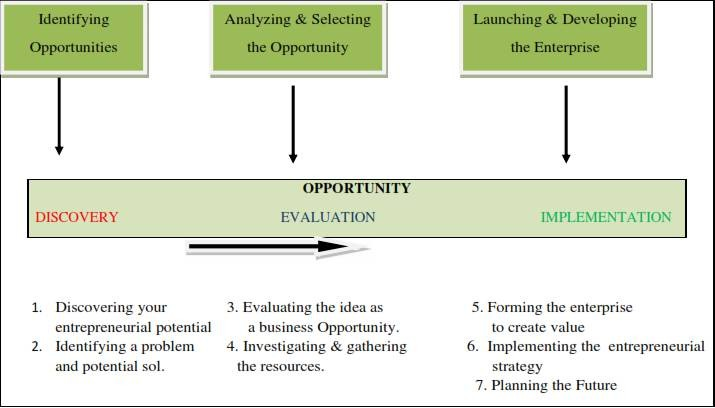 Identifying
Opportunities
Analyzing & Selecting
the Opportunity
Launching & Developing
the Enterprise
OPPORTUNITY
DISCOVERY
EVALUATION
IMPLEMENTATION
1. Discovering your
entrepreneurial potential
2. Identifying a problem
and potential sol.
3. Evaluating the idea as
a business Opportunity.
4. Investigating & gathering
the resources.
5. Forming the enterprise
to create value
6. Implementing the entrepreneurial
strategy
7. Planning the Future